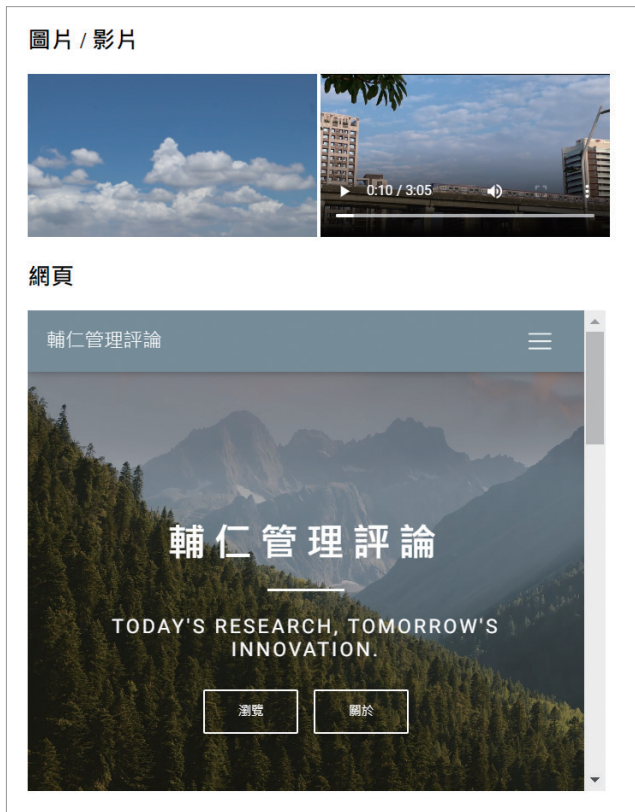 圖片 / 影片
0:10 / 3:05
網頁
輔仁管理評論
輔仁管理評論
TODAY'S RESEARCH, TOMORROW'S
INNOVATION.
瀏覽 關於